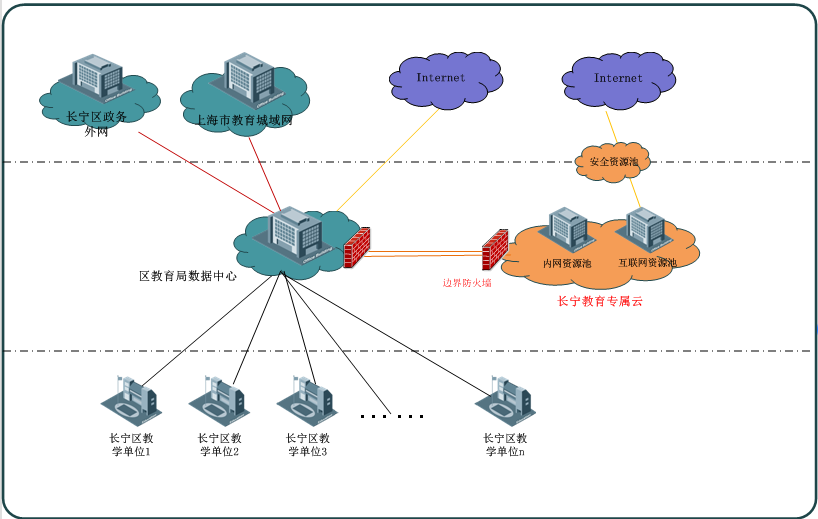 Internet
Internet
长宁区政务
外网
上海市教育城域网
安全资源池
区教育局数据中心
内网资源池
互联网资源池
边界防火墙
长宁教育专属云
长宁区教
学单位1
长宁区教
学单位2
长宁区教
学单位3
······
长宁区教
学单位n